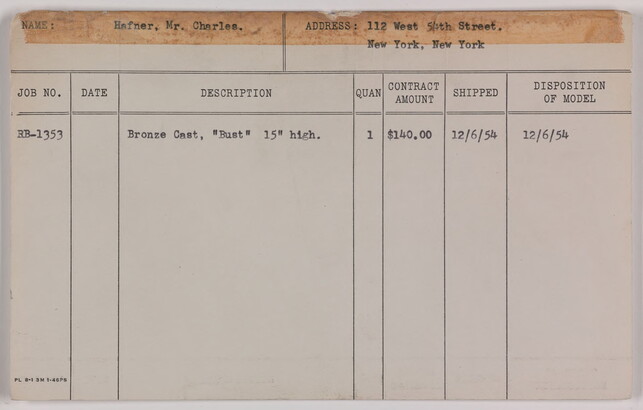 NAME: Hafner, Mr. Charles. ADDRESS: 112 West 54th Street.
New York, New York
JOB NO. DATE DESCRIPTION QUAN CONTRACT AMOUNT SHIPPED DISPOSITION OF MODEL
RB-1353 Bronze Cast, "Bust" 15" high. 1 $140.00 12/6/54 12/6/54